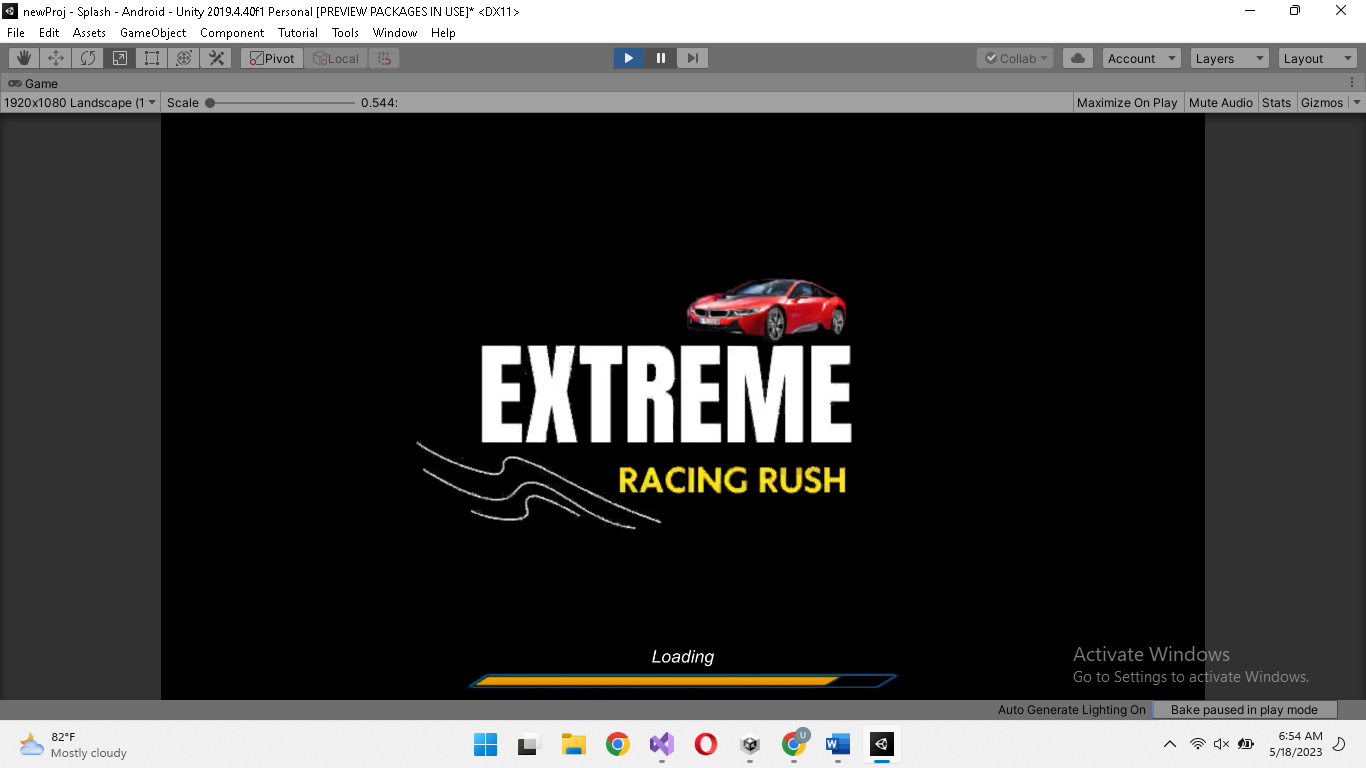 newProj - Splash - Android - Unity 2019.4.40f1 Personal [PREVIEW PACKAGES IN USE]* <DX11>
File Edit Assets GameObject Component Tutorial Tools Window Help
Pivot Local Collab Account Layers Layout
Game
1920x1080 Landscape (1 Scale 0.544: Maximize On Play Mute Audio Stats Gizmos
EXTREME
RACING RUSH
Loading
Activate Windows
Go to Settings to activate Windows.
Auto Generate Lighting On Bake paused in play mode
82°F
Mostly cloudy
U
6:54 AM
5/18/2023